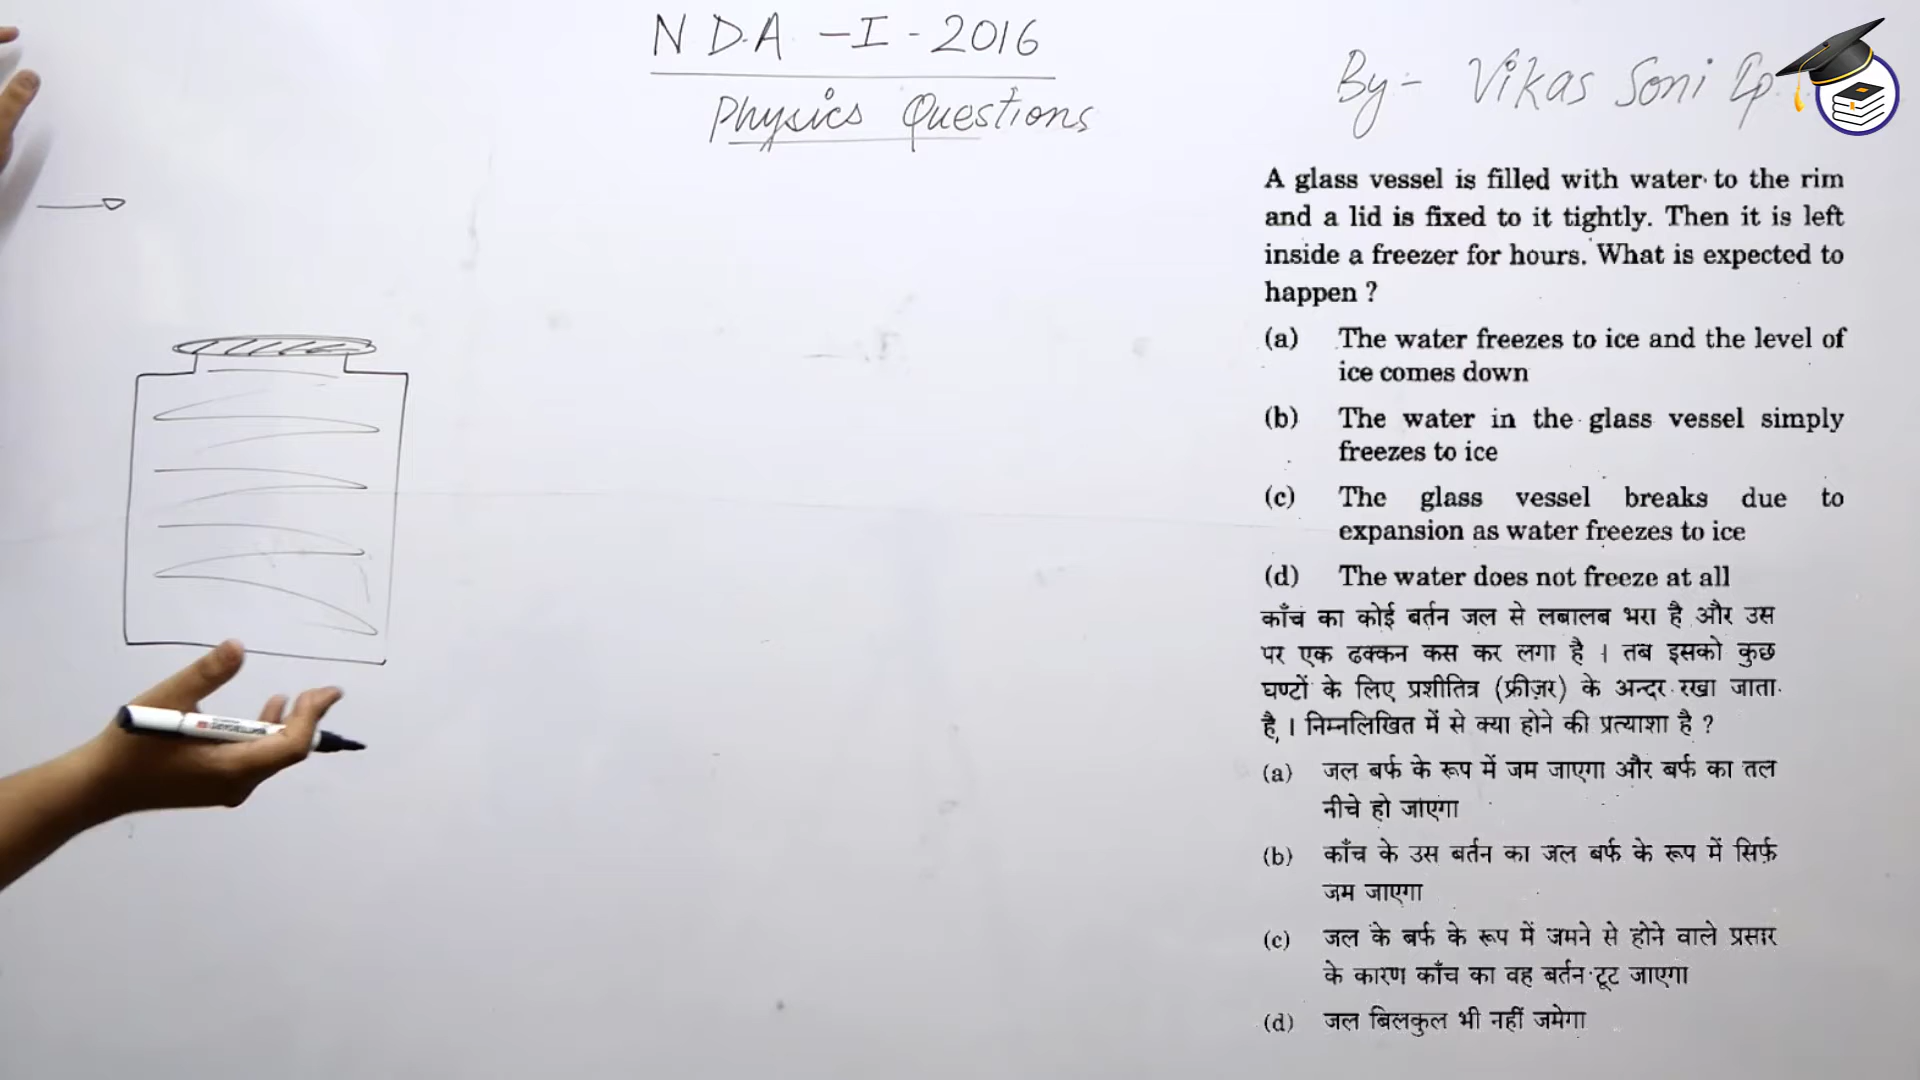 NDA - I - 2016
Physics Questions
By - Vikas Soni
A glass vessel is filled with water to the rim
and a lid is fixed to it tightly. Then it is left
inside a freezer for hours. What is expected to
happen ?
(a) The water freezes to ice and the level of
ice comes down
(b) The water in the glass vessel simply
freezes to ice
(c) The glass vessel breaks due to
expansion as water freezes to ice
(d) The water does not freeze at all
काँच का कोई बर्तन जल से लबालब भरा है और उस
पर एक ढक्कन कस कर लगा है । तब इसको कुछ
घण्टों के लिए प्रशीतित्र (फ्रीज़र) के अन्दर रखा जाता
है । निम्नलिखित में से क्या होने की प्रत्याशा है ?
(a) जल बर्फ के रूप में जम जाएगा और बर्फ का तल
नीचे हो जाएगा
(b) काँच के उस बर्तन का जल बर्फ के रूप में सिर्फ़
जम जाएगा
(c) जल के बर्फ के रूप में जमने से होने वाले प्रसार
के कारण काँच का वह बर्तन टूट जाएगा
(d) जल बिलकुल भी नहीं जमेगा